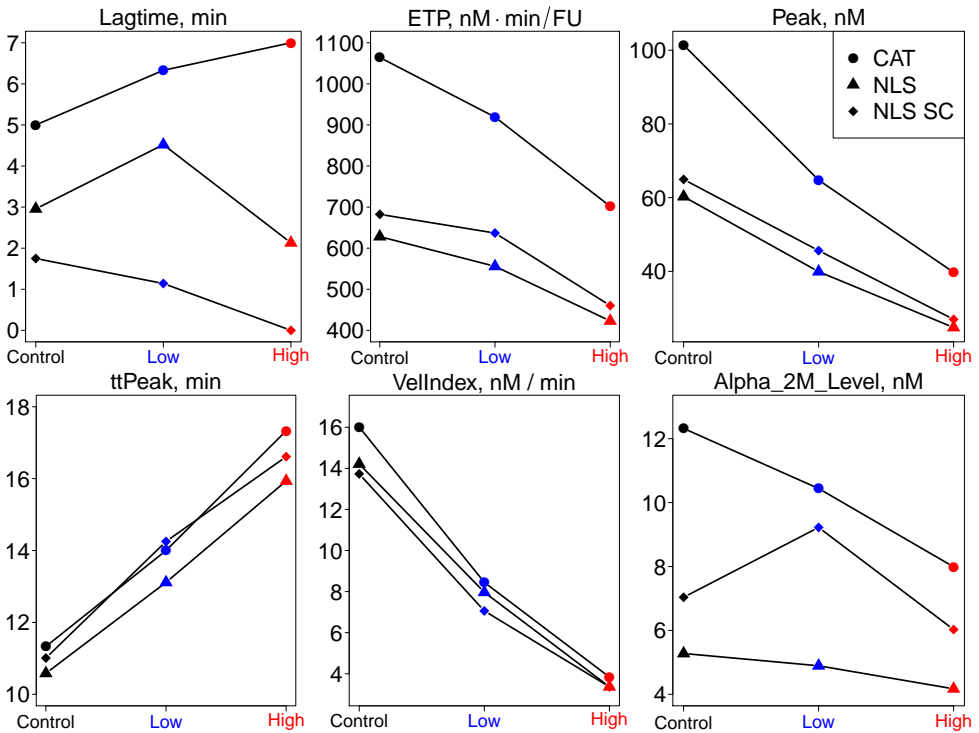 Lagtime, min
7
6
5
4
3
2
1
0
Control Low High
ETP, nM · min/FU
1100
1000
900
800
700
600
500
400
Control Low High
Peak, nM
100
80
60
40
CAT
NLS
NLS SC
Control Low High
ttPeak, min
18
16
14
12
10
Control Low High
VelIndex, nM / min
16
14
12
10
8
6
4
Control Low High
Alpha_2M_Level, nM
12
10
8
6
4
Control Low High